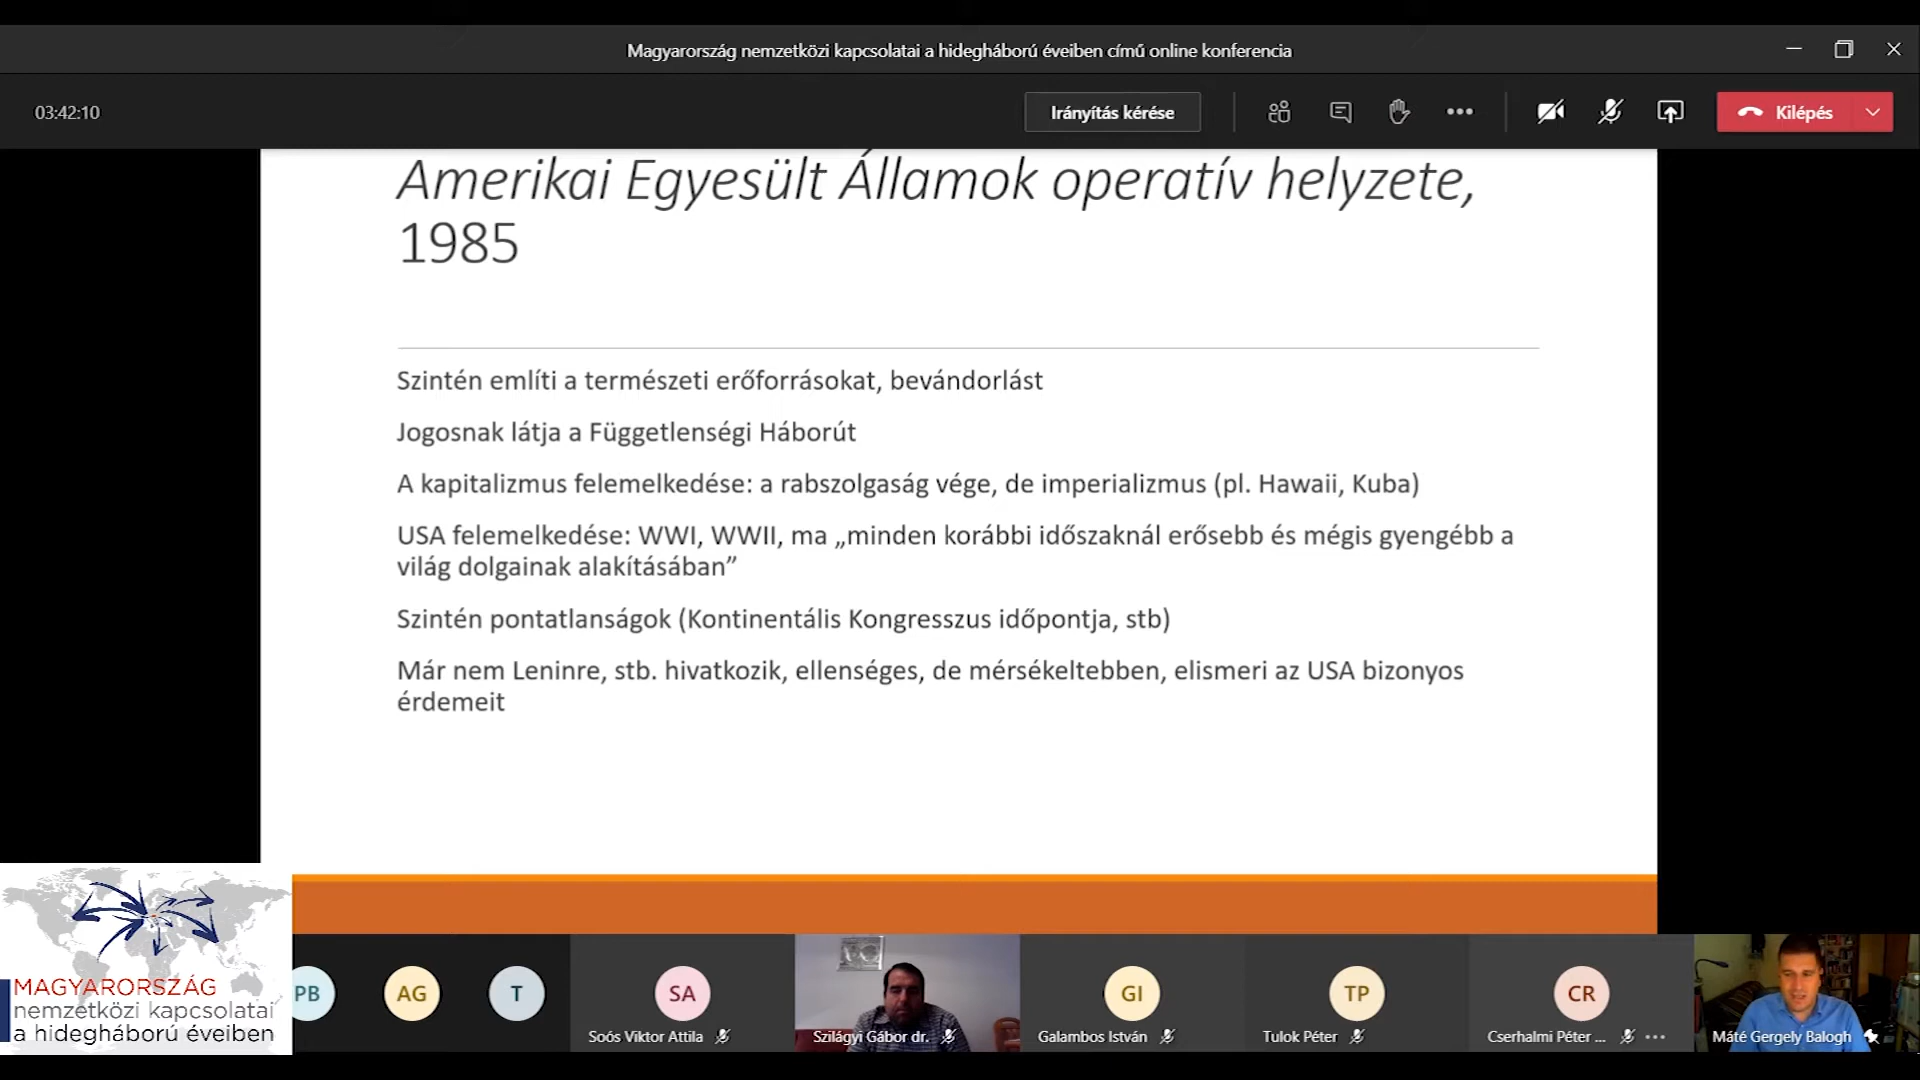 Magyarország nemzetközi kapcsolatai a hidegháború éveiben című online konferencia
03:42:10
Irányítás kérése
Kilépés
Amerikai Egyesült Államok operatív helyzete,
1985
Szintén említi a természeti erőforrásokat, bevándorlást
Jogosnak látja a Függetlenségi Háborút
A kapitalizmus felemelkedése: a rabszolgaság vége, de imperializmus (pl. Hawaii, Kuba)
USA felemelkedése: WWI, WWII, ma „minden korábbi időszaknál erősebb és mégis gyengébb a
világ dolgainak alakításában”
Szintén pontatlanságok (Kontinentális Kongresszus időpontja, stb)
Már nem Leninre, stb. hivatkozik, ellenséges, de mérsékeltebben, elismeri az USA bizonyos
érdemeit
MAGYARORSZÁG
nemzetközi kapcsolatai
a hidegháború éveiben
PB
AG
T
SA
GI
TP
CR
Soós Viktor Attila
Szilágyi Gábor dr.
Galambos István
Tulok Péter
Cserhalmi Péter ...
Máté Gergely Balogh